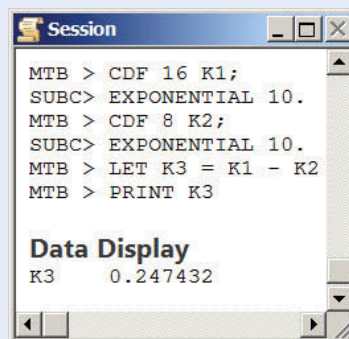 Session
MTB > CDF 16 K1;
SUBC> EXPONENTIAL 10.
MTB > CDF 8 K2;
SUBC> EXPONENTIAL 10.
MTB > LET K3 = K1 - K2
MTB > PRINT K3
Data Display
K3 0.247432